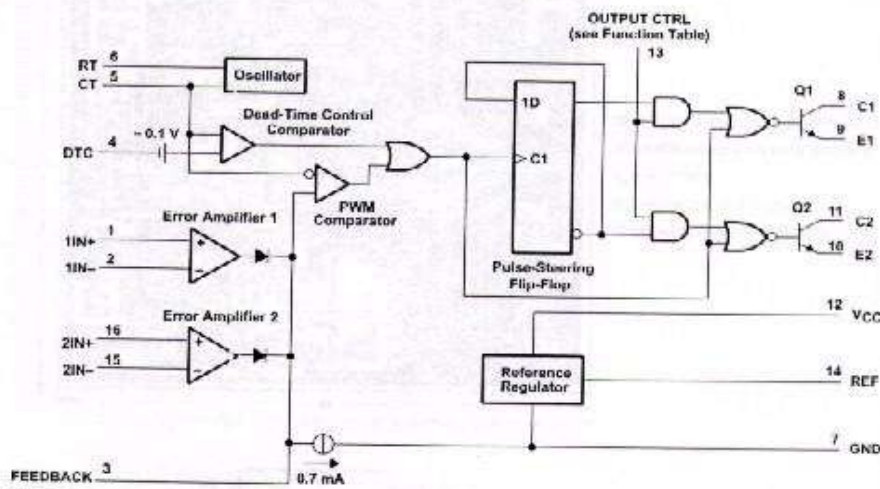 OUTPUT CTRL
(see Function Table)
13
RT 6
CT 5
Oscillator
Dead-Time Control
Comparator
~ 0.1 V
DTC 4
PWM
Comparator
Error Amplifier 1
1IN+ 1
+
1IN– 2
–
Error Amplifier 2
2IN+ 16
+
2IN– 15
–
FEEDBACK 3
0.7 mA
1D
C1
Pulse-Steering
Flip-Flop
Q1
8 C1
9 E1
Q2
11 C2
10 E2
12 VCC
Reference
Regulator
14 REF
7 GND